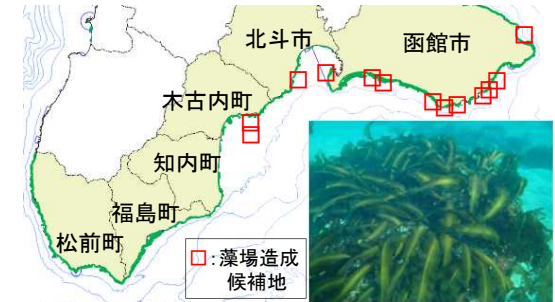 北斗市
函館市
木古内町
知内町
福島町
松前町
□:藻場造成
候補地